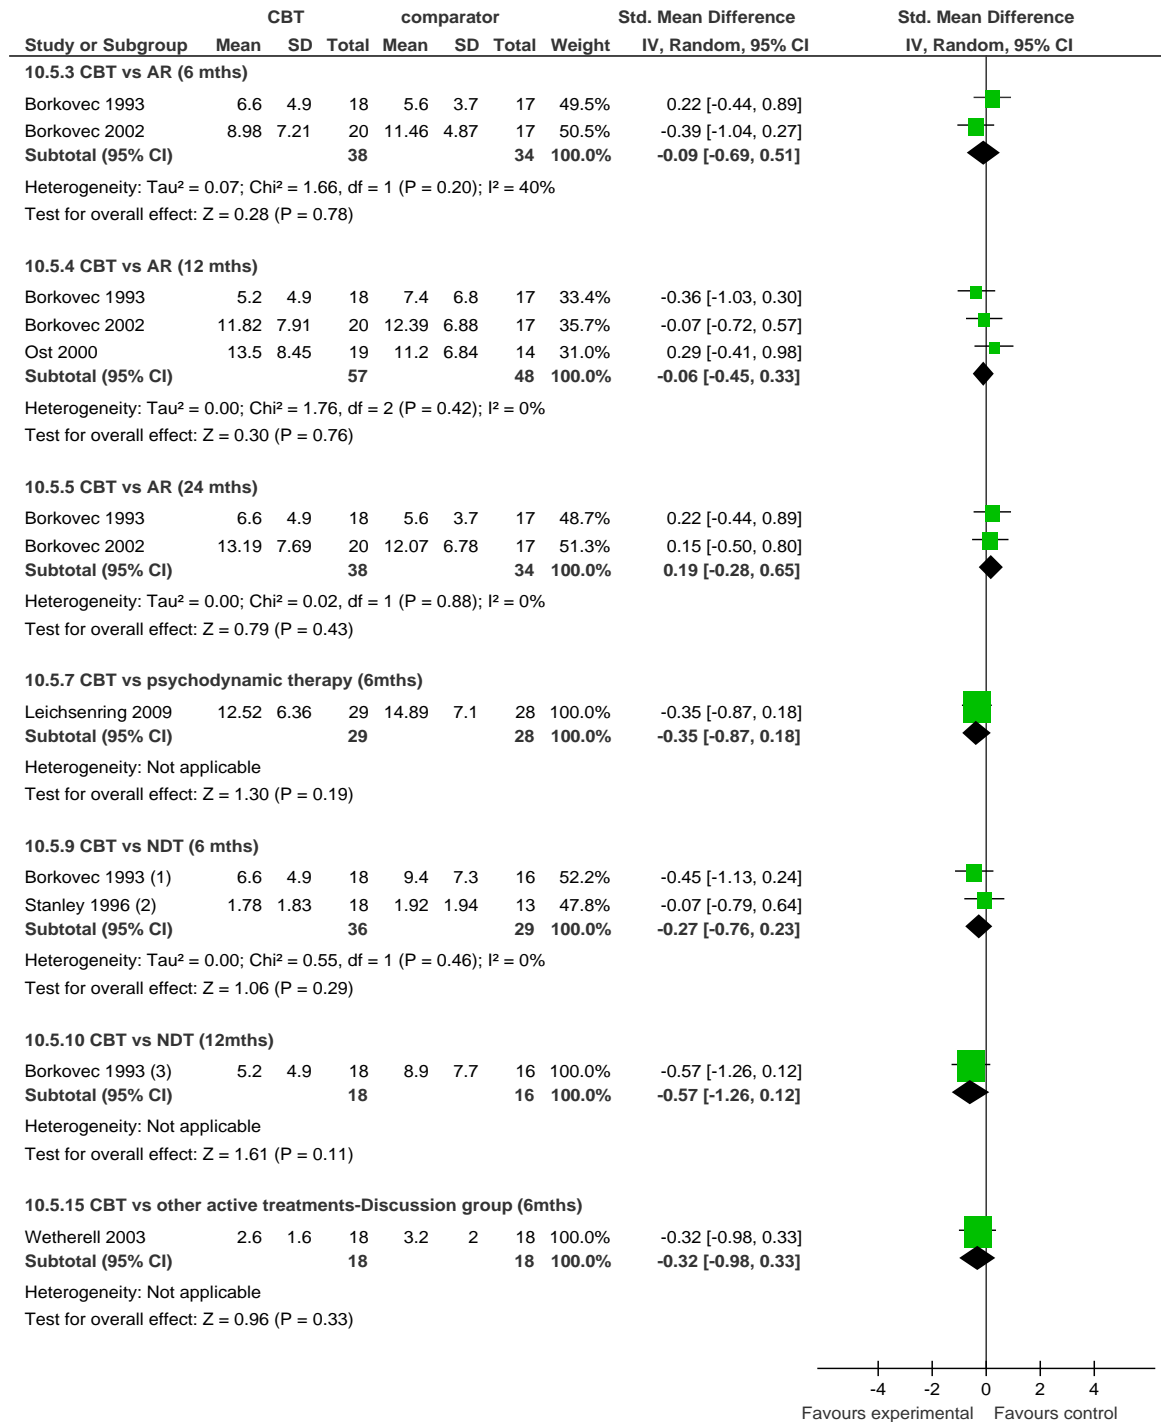 CBT comparator Std. Mean Difference Std. Mean Difference
Study or Subgroup Mean SD Total Mean SD Total Weight IV, Random, 95% CI IV, Random, 95% CI
10.5.3 CBT vs AR (6 mths)
Borkovec 1993 6.6 4.9 18 5.6 3.7 17 49.5% 0.22 [-0.44, 0.89]
Borkovec 2002 8.98 7.21 20 11.46 4.87 17 50.5% -0.39 [-1.04, 0.27]
Subtotal (95% CI) 38 34 100.0% -0.09 [-0.69, 0.51]
Heterogeneity: Tau² = 0.07; Chi² = 1.66, df = 1 (P = 0.20); I² = 40%
Test for overall effect: Z = 0.28 (P = 0.78)
10.5.4 CBT vs AR (12 mths)
Borkovec 1993 5.2 4.9 18 7.4 6.8 17 33.4% -0.36 [-1.03, 0.30]
Borkovec 2002 11.82 7.91 20 12.39 6.88 17 35.7% -0.07 [-0.72, 0.57]
Ost 2000 13.5 8.45 19 11.2 6.84 14 31.0% 0.29 [-0.41, 0.98]
Subtotal (95% CI) 57 48 100.0% -0.06 [-0.45, 0.33]
Heterogeneity: Tau² = 0.00; Chi² = 1.76, df = 2 (P = 0.42); I² = 0%
Test for overall effect: Z = 0.30 (P = 0.76)
10.5.5 CBT vs AR (24 mths)
Borkovec 1993 6.6 4.9 18 5.6 3.7 17 48.7% 0.22 [-0.44, 0.89]
Borkovec 2002 13.19 7.69 20 12.07 6.78 17 51.3% 0.15 [-0.50, 0.80]
Subtotal (95% CI) 38 34 100.0% 0.19 [-0.28, 0.65]
Heterogeneity: Tau² = 0.00; Chi² = 0.02, df = 1 (P = 0.88); I² = 0%
Test for overall effect: Z = 0.79 (P = 0.43)
10.5.7 CBT vs psychodynamic therapy (6mths)
Leichsenring 2009 12.52 6.36 29 14.89 7.1 28 100.0% -0.35 [-0.87, 0.18]
Subtotal (95% CI) 29 28 100.0% -0.35 [-0.87, 0.18]
Heterogeneity: Not applicable
Test for overall effect: Z = 1.30 (P = 0.19)
10.5.9 CBT vs NDT (6 mths)
Borkovec 1993 (1) 6.6 4.9 18 9.4 7.3 16 52.2% -0.45 [-1.13, 0.24]
Stanley 1996 (2) 1.78 1.83 18 1.92 1.94 13 47.8% -0.07 [-0.79, 0.64]
Subtotal (95% CI) 36 29 100.0% -0.27 [-0.76, 0.23]
Heterogeneity: Tau² = 0.00; Chi² = 0.55, df = 1 (P = 0.46); I² = 0%
Test for overall effect: Z = 1.06 (P = 0.29)
10.5.10 CBT vs NDT (12mths)
Borkovec 1993 (3) 5.2 4.9 18 8.9 7.7 16 100.0% -0.57 [-1.26, 0.12]
Subtotal (95% CI) 18 16 100.0% -0.57 [-1.26, 0.12]
Heterogeneity: Not applicable
Test for overall effect: Z = 1.61 (P = 0.11)
10.5.15 CBT vs other active treatments-Discussion group (6mths)
Wetherell 2003 2.6 1.6 18 3.2 2 18 100.0% -0.32 [-0.98, 0.33]
Subtotal (95% CI) 18 18 100.0% -0.32 [-0.98, 0.33]
Heterogeneity: Not applicable
Test for overall effect: Z = 0.96 (P = 0.33)
-4 -2 0 2 4
Favours experimental Favours control